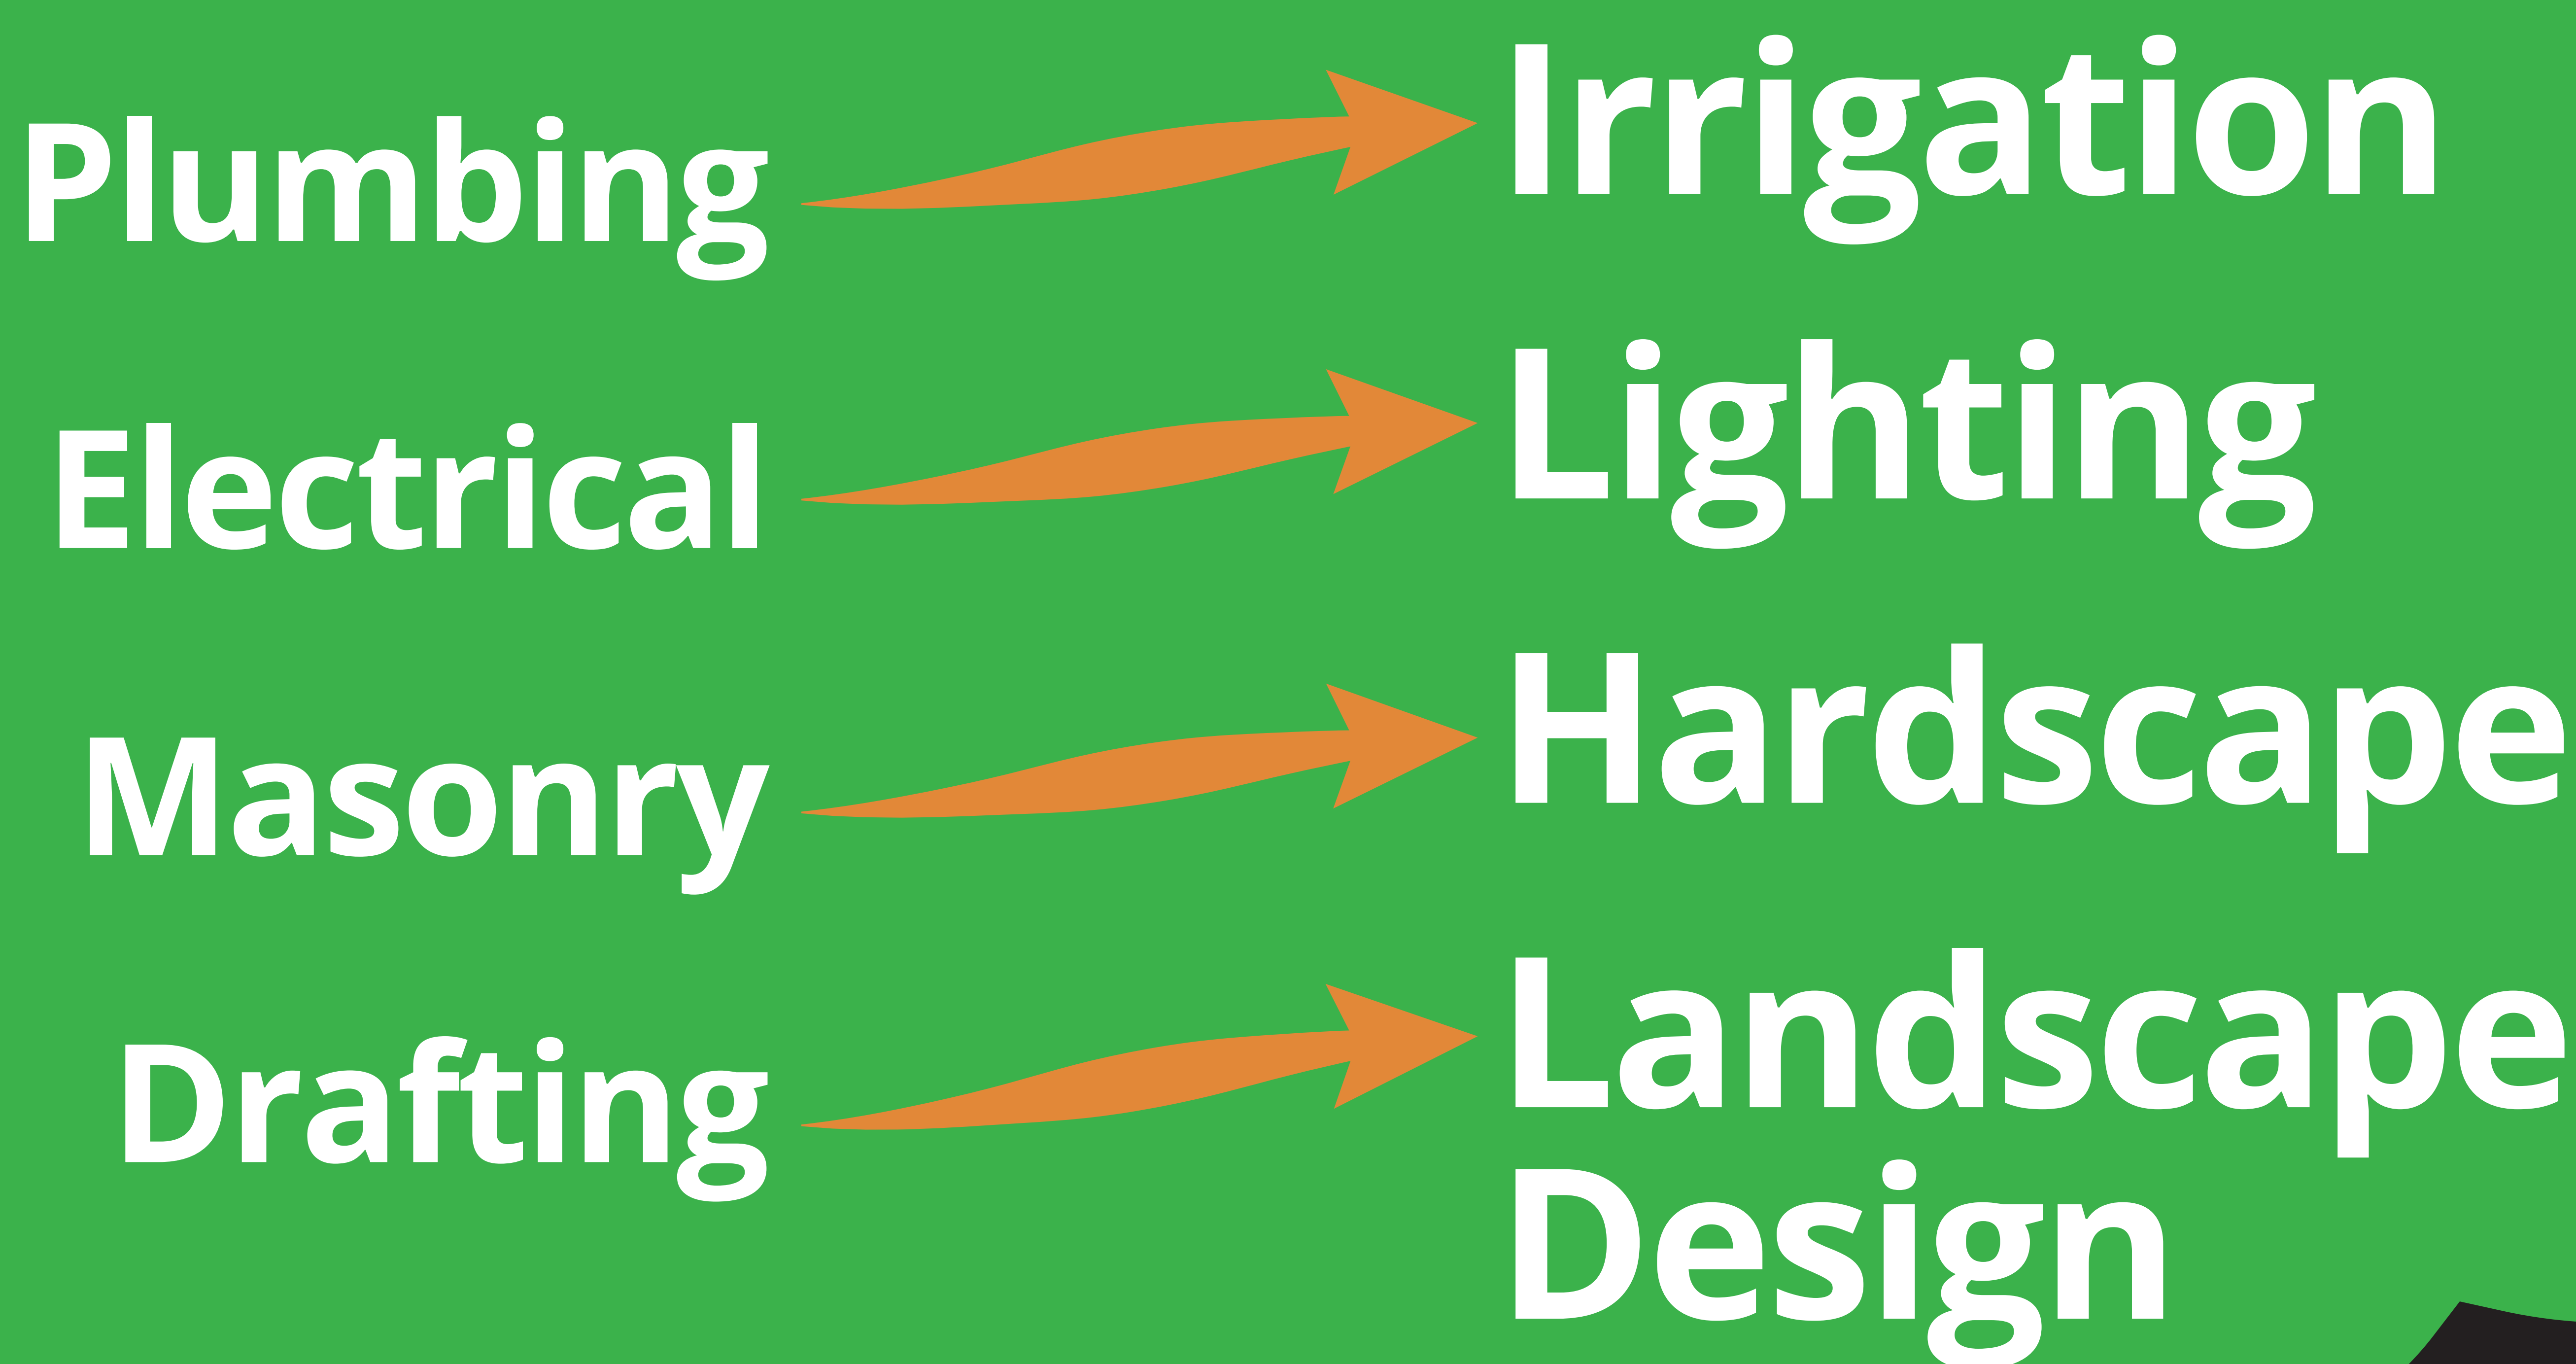 Plumbing
Irrigation
Electrical
Lighting
Masonry
Hardscape
Drafting
Landscape
Design